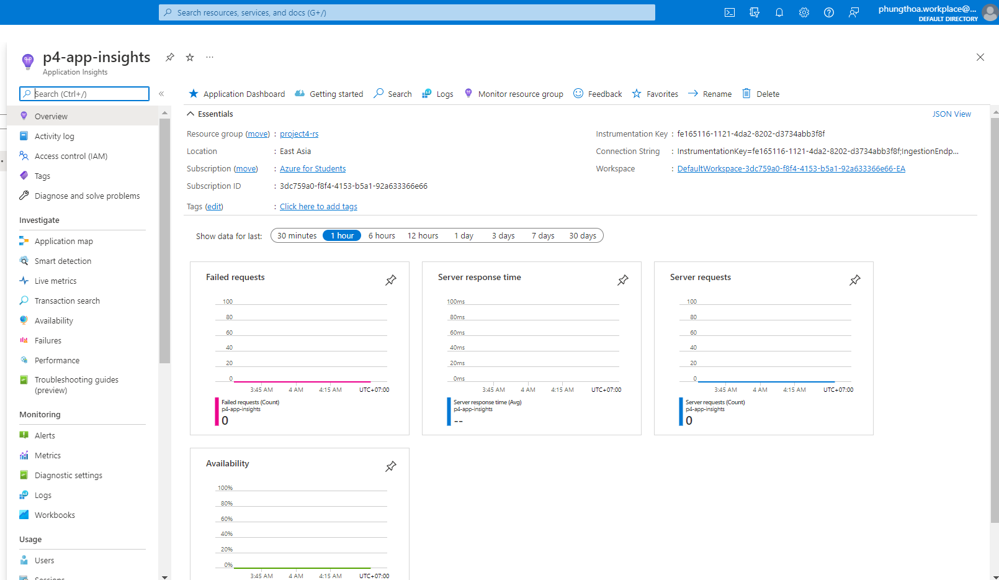 Search resources, services, and docs (G+/)
phungthoa.workplace@...
DEFAULT DIRECTORY
p4-app-insights
Application Insights
Search (Ctrl+/)
Overview
Activity log
Access control (IAM)
Tags
Diagnose and solve problems
Investigate
Application map
Smart detection
Live metrics
Transaction search
Availability
Failures
Performance
Troubleshooting guides
(preview)
Monitoring
Alerts
Metrics
Diagnostic settings
Logs
Workbooks
Usage
Users
Sessions
Application Dashboard Getting started Search Logs Monitor resource group Feedback Favorites Rename Delete
Essentials
JSON View
Resource group (move) : project4-rs
Location : East Asia
Subscription (move) : Azure for Students
Subscription ID : 3dc759a0-f8f4-4153-b5a1-92a633366e66
Tags (edit) : Click here to add tags
Instrumentation Key : fe165116-1121-4da2-8202-d3734abb3f8f
Connection String : InstrumentationKey=fe165116-1121-4da2-8202-d3734abb3f8f;IngestionEndp...
Workspace : DefaultWorkspace-3dc759a0-f8f4-4153-b5a1-92a633366e66-EA
Show data for last: 30 minutes 1 hour 6 hours 12 hours 1 day 3 days 7 days 30 days
Failed requests
100
80
60
40
20
0
3:45 AM 4 AM 4:15 AM UTC+07:00
Failed requests (Count)
p4-app-insights
0
Server response time
100ms
80ms
60ms
40ms
20ms
0ms
3:45 AM 4 AM 4:15 AM UTC+07:00
Server response time (Avg)
p4-app-insights
--
Server requests
100
80
60
40
20
0
3:45 AM 4 AM 4:15 AM UTC+07:00
Server requests (Count)
p4-app-insights
0
Availability
100%
80%
60%
40%
20%
0%
3:45 AM 4 AM 4:15 AM UTC+07:00